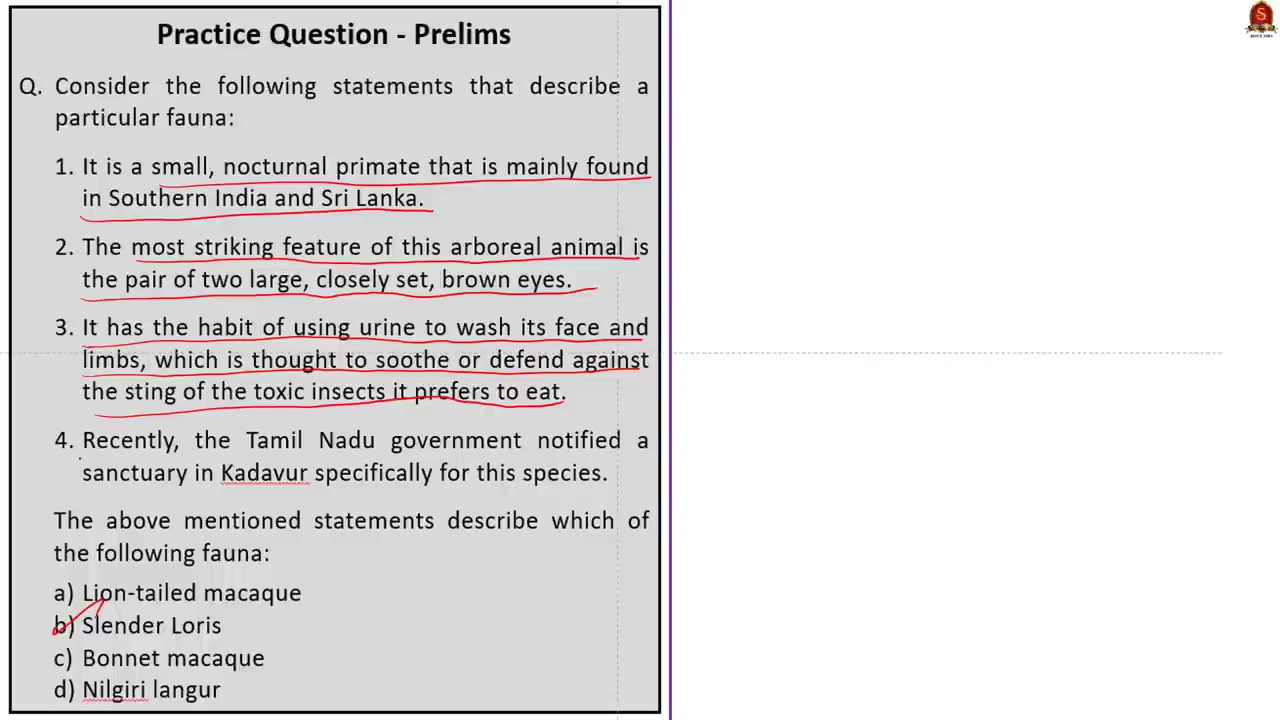 Practice Question - Prelims
Q. Consider the following statements that describe a
particular fauna:
1. It is a small, nocturnal primate that is mainly found
in Southern India and Sri Lanka.
2. The most striking feature of this arboreal animal is
the pair of two large, closely set, brown eyes.
3. It has the habit of using urine to wash its face and
limbs, which is thought to soothe or defend against
the sting of the toxic insects it prefers to eat.
4. Recently, the Tamil Nadu government notified a
sanctuary in Kadavur specifically for this species.
The above mentioned statements describe which of
the following fauna:
a) Lion-tailed macaque
b) Slender Loris
c) Bonnet macaque
d) Nilgiri langur
S